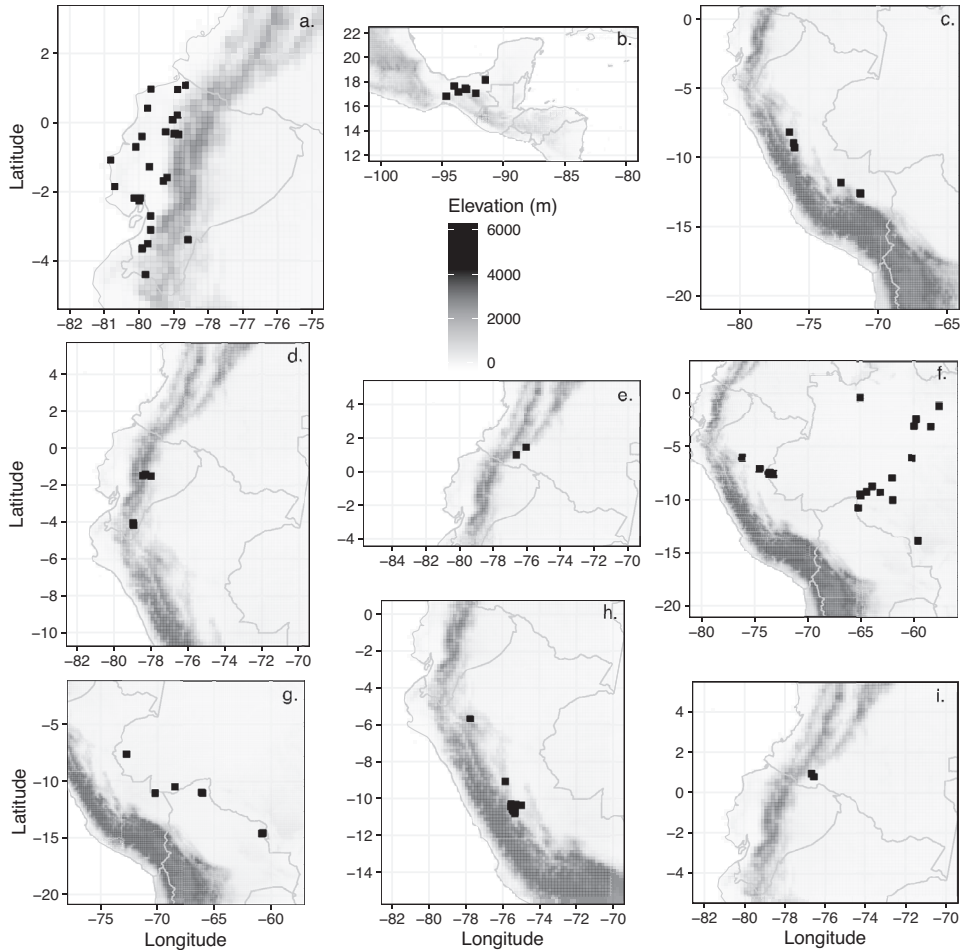 a.
2
0
−2
−4
Latitude
−82 −81 −80 −79 −78 −77 −76 −75
b.
22
20
18
16
14
12
−100 −95 −90 −85 −80
Elevation (m)
6000
4000
2000
0
c.
0
−5
−10
−15
−20
−80 −75 −70 −65
d.
4
2
0
−2
−4
−6
−8
−10
Latitude
−82 −80 −78 −76 −74 −72 −70
e.
4
2
0
−2
−4
−84 −82 −80 −78 −76 −74 −72 −70
f.
0
−5
−10
−15
−20
−80 −75 −70 −65 −60
g.
−5
−10
−15
−20
Latitude
−75 −70 −65 −60
Longitude
h.
0
−2
−4
−6
−8
−10
−12
−14
−82 −80 −78 −76 −74 −72 −70
Longitude
i.
4
2
0
−2
−4
−82 −80 −78 −76 −74 −72 −70
Longitude